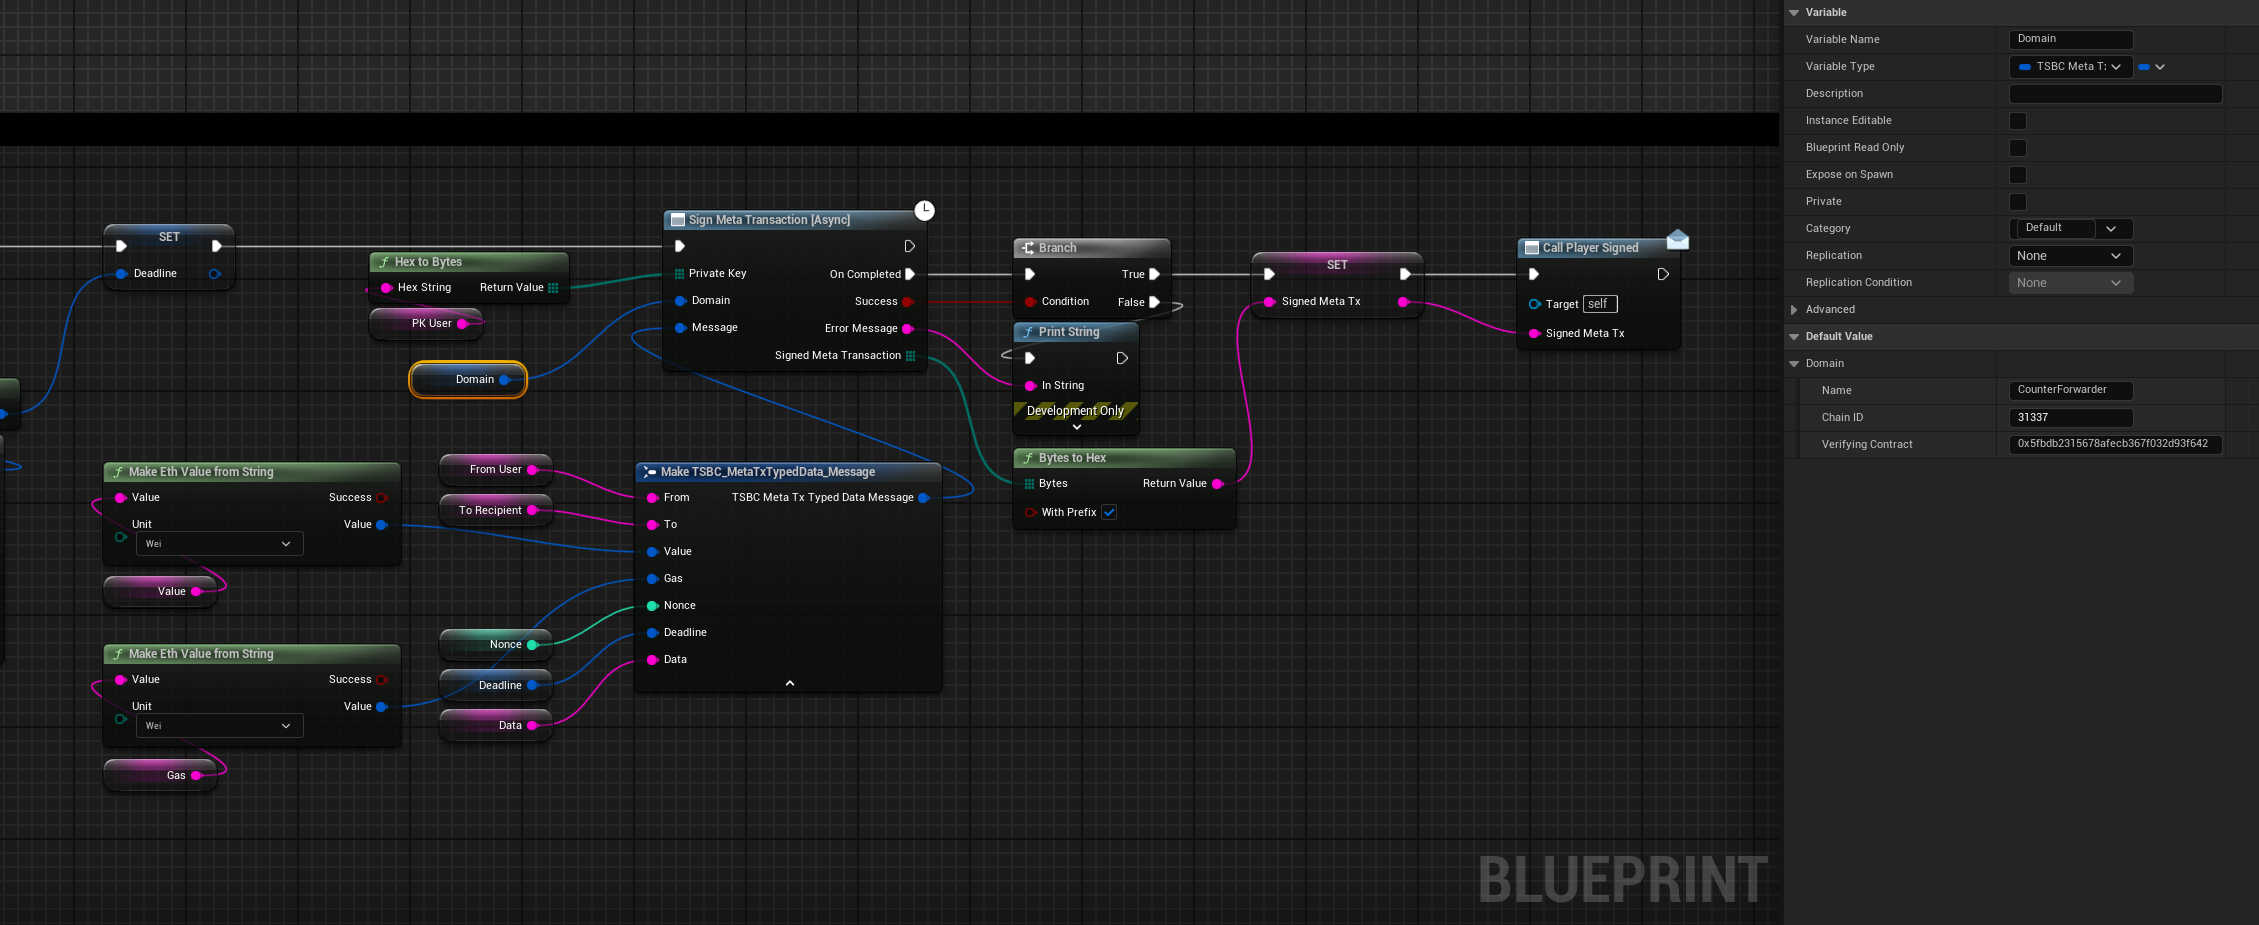 SET
Deadline
Hex to Bytes
Hex String
Return Value
PK User
Domain
Sign Meta Transaction [Async]
Private Key
On Completed
Domain
Success
Message
Error Message
Signed Meta Transaction
Branch
True
Condition
False
Print String
In String
Development Only
SET
Signed Meta Tx
Call Player Signed
Target
self
Signed Meta Tx
Bytes to Hex
Bytes
Return Value
With Prefix
Make Eth Value from String
Value
Success
Unit
Value
Wei
Value
Make Eth Value from String
Value
Success
Unit
Value
Wei
Gas
From User
To Recipient
Nonce
Deadline
Data
Make TSBC_MetaTxTypedData_Message
From
TSBC Meta Tx Typed Data Message
To
Value
Gas
Nonce
Deadline
Data
BLUEPRINT
Variable
Variable Name
Domain
Variable Type
TSBC Meta T
Description
Instance Editable
Blueprint Read Only
Expose on Spawn
Private
Category
Default
Replication
None
Replication Condition
None
Advanced
Default Value
Domain
Name
CounterForwarder
Chain ID
31337
Verifying Contract
0x5fbdb2315678afecb367f032d93f642